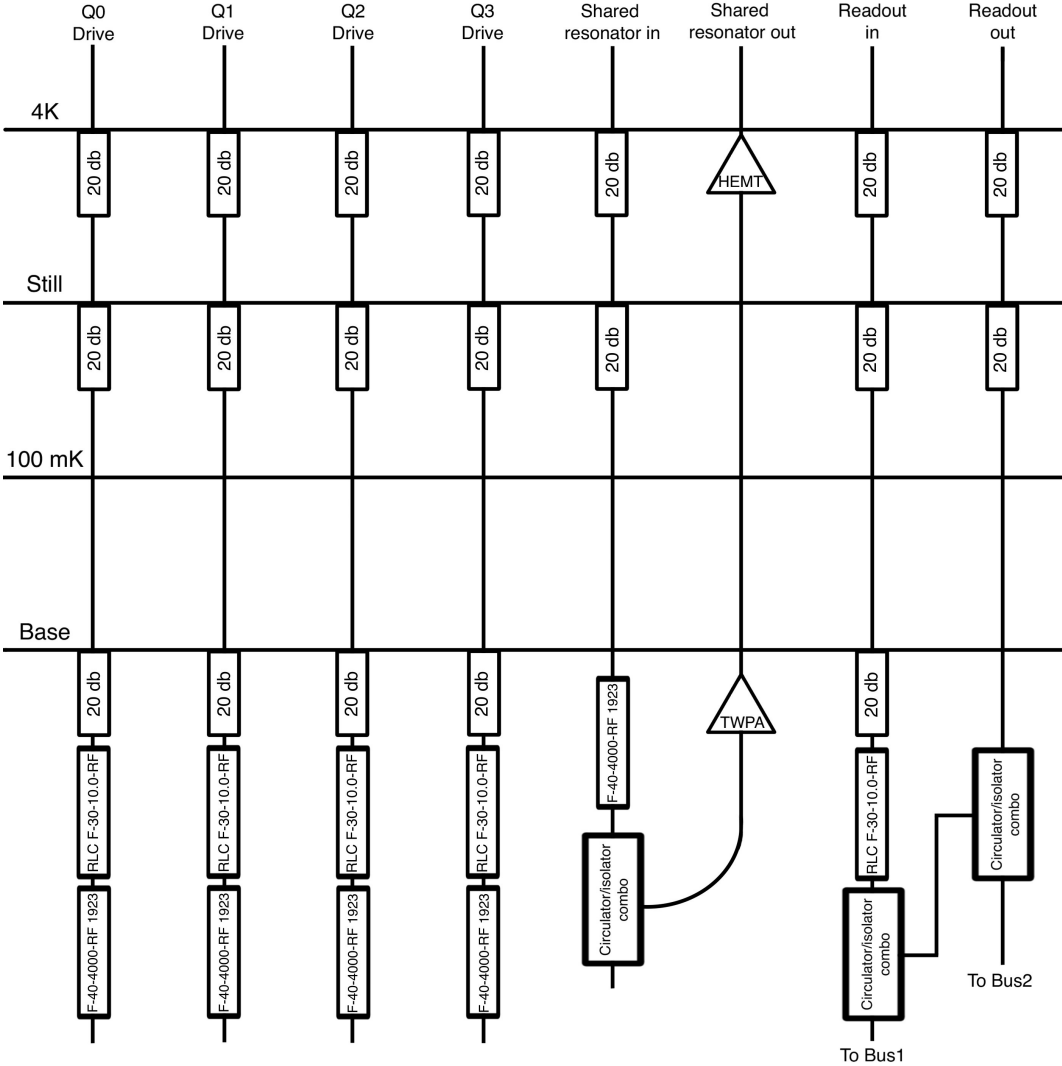 Q0
Drive
Q1
Drive
Q2
Drive
Q3
Drive
Shared
resonator in
Shared
resonator out
Readout
in
Readout
out
4K
20 db
20 db
20 db
20 db
20 db
HEMT
20 db
20 db
Still
20 db
20 db
20 db
20 db
20 db
20 db
20 db
100 mK
Base
20 db
20 db
20 db
20 db
F-40-4000-RF 1923
TWPA
20 db
RLC F-30-10.0-RF
RLC F-30-10.0-RF
RLC F-30-10.0-RF
RLC F-30-10.0-RF
Circulator/isolator
combo
RLC F-30-10.0-RF
Circulator/isolator
combo
F-40-4000-RF 1923
F-40-4000-RF 1923
F-40-4000-RF 1923
F-40-4000-RF 1923
Circulator/isolator
combo
To Bus2
To Bus1